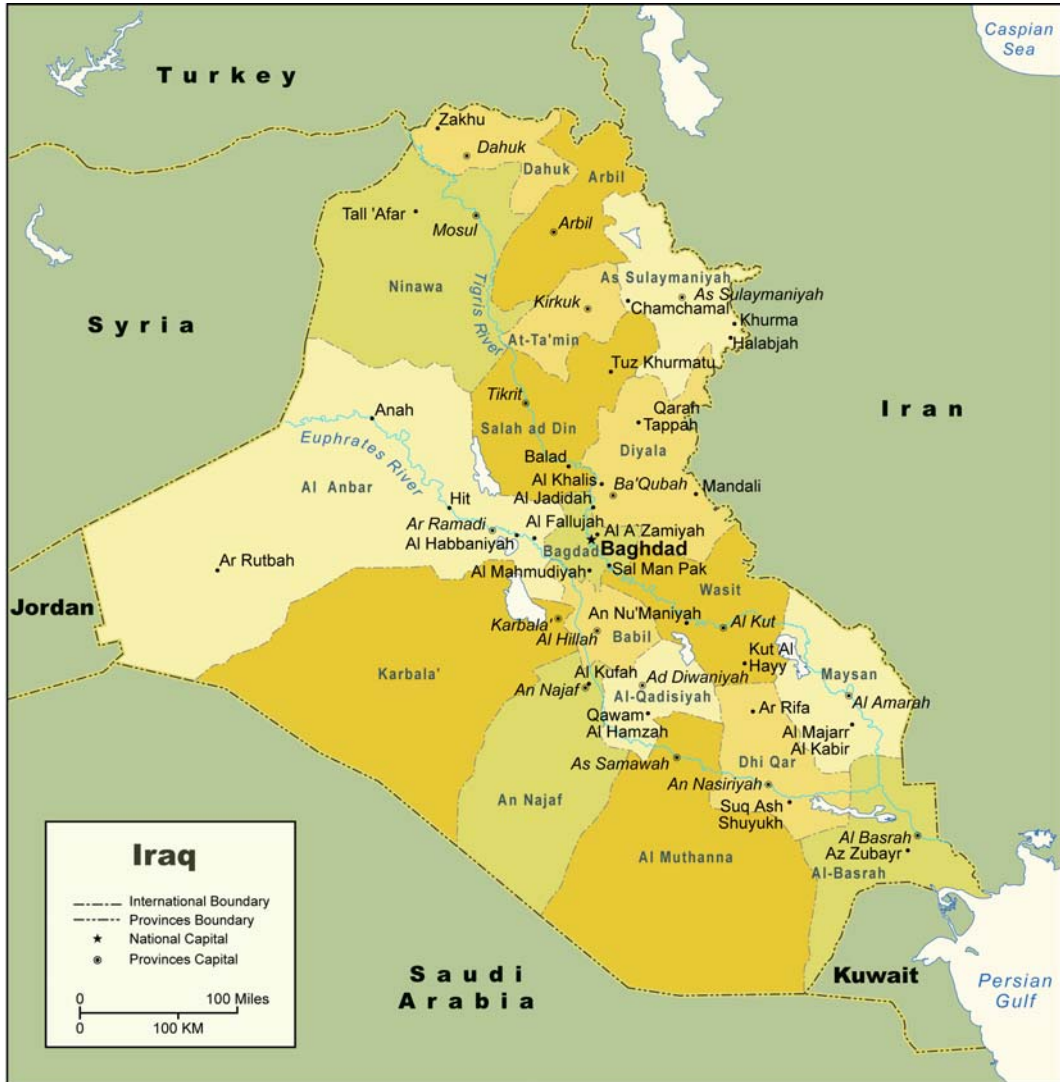 Caspian
Sea
Turkey
Zakhu
Dahuk
Dahuk
Arbil
Tall 'Afar
Mosul
Arbil
Ninawa
Tigris River
As Sulaymaniyah
As Sulaymaniyah
Kirkuk
Chamchamal
Khurma
Syria
At-Ta'min
Halabjah
Tuz Khurmatu
Iran
Anah
Tikrit
Qarah
Tappah
Salah ad Din
Diyala
Euphrates River
Balad
Al Anbar
Al Khalis
Ba'Qubah
Mandali
Hit
Al Jadidah
Ar Ramadi
Al Fallujah
Al A'Zamiyah
Al Habbaniyah
Bagdad
Baghdad
Ar Rutbah
Al Mahmudiyah
Sal Man Pak
Wasit
Jordan
An Nu'Maniyah
Karbala'
Al Hillah
Babil
Al Kut
Karbala'
Kut Al
Hayy
Maysan
Al Kufah
Ad Diwaniyah
An Najaf
Al-Qadisiyah
Al Amarah
Qawam
Al Hamzah
Ar Rifa
Al Majarr
Al Kabir
As Samawah
Dhi Qar
An Nasiriyah
An Najaf
Suq Ash
Shuyukh
Al Basrah
Az Zubayr
Al Muthanna
Al-Basrah
Iraq
International Boundary
Provinces Boundary
National Capital
Provinces Capital
0 100 Miles
0 100 KM
Saudi
Arabia
Kuwait
Persian
Gulf